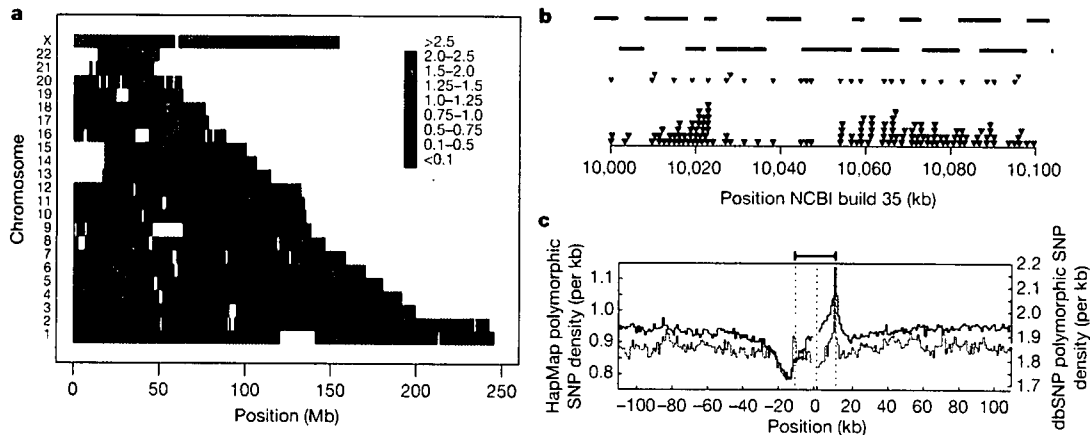 a
Chromosome
X
22
21
20
19
18
17
16
15
14
13
12
11
10
9
8
7
6
5
4
3
2
1
>2.5
2.0–2.5
1.5–2.0
1.25–1.5
1.0–1.25
0.75–1.0
0.5–0.75
0.1–0.5
<0.1
0 50 100 150 200 250
Position (Mb)
b
10,000 10,020 10,040 10,060 10,080 10,100
Position NCBI build 35 (kb)
c
HapMap polymorphic
SNP density (per kb)
1.1
1.0
0.9
0.8
2.2
2.1
2.0
1.9
1.8
1.7
dbSNP polymorphic SNP
density (per kb)
−100 −80 −60 −40 −20 0 20 40 60 80 100
Position (kb)